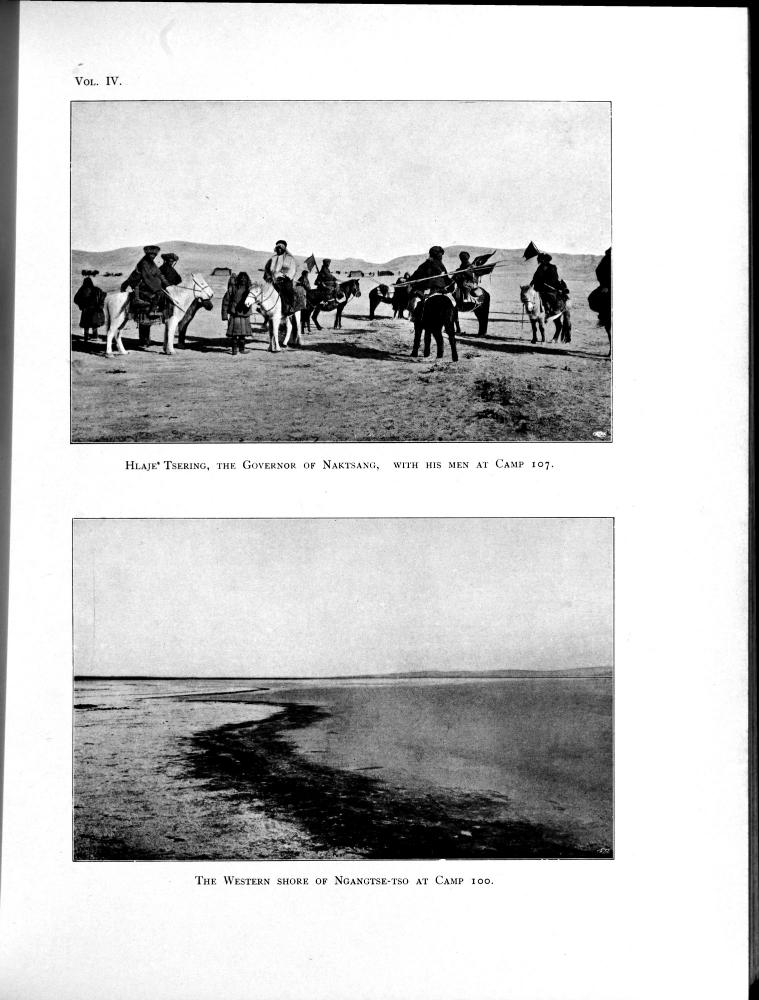 VOL. IV.
HLAJE' TSERING, THE GOVERNOR OF NAKTSANG, WITH HIS MEN AT CAMP 107.
THE WESTERN SHORE OF NGANGTSE-TSO AT CAMP 100.